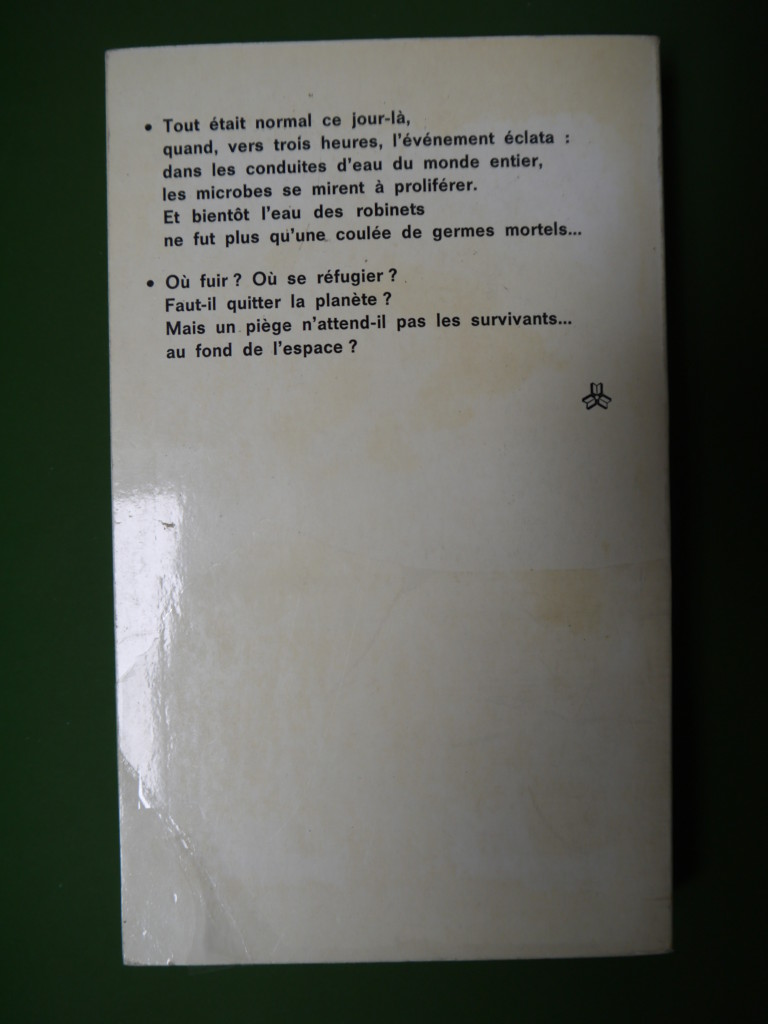 • Tout était normal ce jour-là,
quand, vers trois heures, l'événement éclata :
dans les conduites d'eau du monde entier,
les microbes se mirent à proliférer.
Et bientôt l'eau des robinets
ne fut plus qu'une coulée de germes mortels...
• Où fuir ? Où se réfugier ?
Faut-il quitter la planète ?
Mais un piège n'attend-il pas les survivants...
au fond de l'espace ?